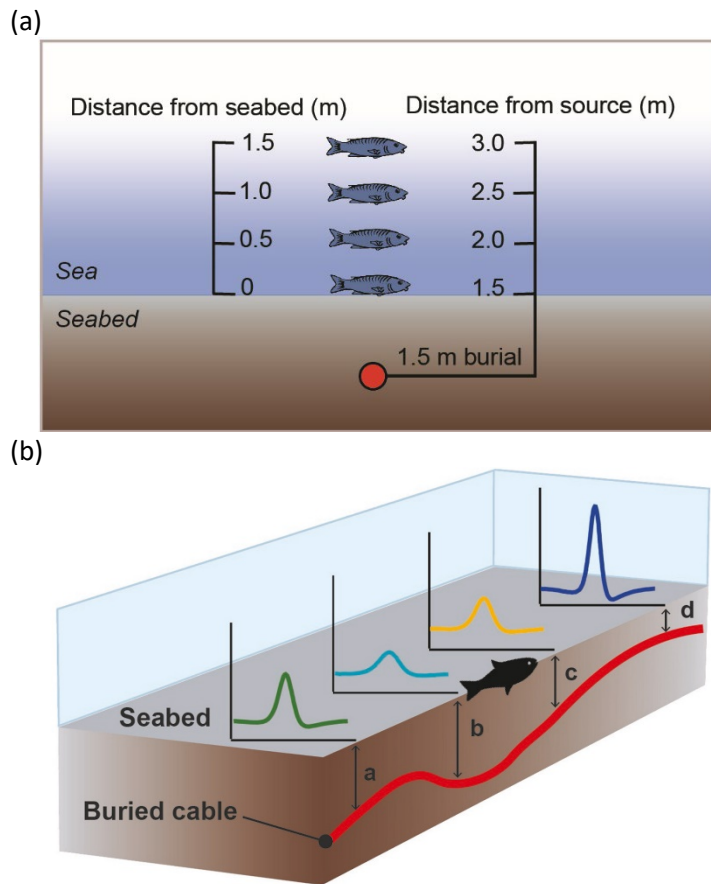 (a)
Distance from seabed (m) Distance from source (m)
1.5 3.0
1.0 2.5
0.5 2.0
Sea
0 1.5
Seabed
1.5 m burial
(b)
d
c
Seabed
b
a
Buried cable